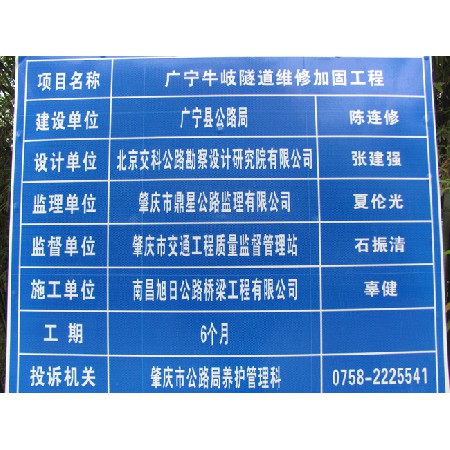 项目名称 广宁牛岐隧道维修加固工程
建设单位 广宁县公路局 陈连修
设计单位 北京交科公路勘察设计研究院有限公司 张建强
监理单位 肇庆市鼎星公路监理有限公司 夏伦光
监督单位 肇庆市交通工程质量监督管理站 石振清
施工单位 南昌旭日公路桥梁工程有限公司 辜健
工期 6个月
投诉机关 肇庆市公路局养护管理科 0758-2225541